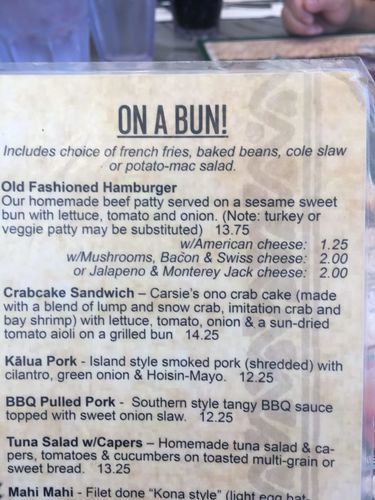 ON A BUN!
Includes choice of french fries, baked beans, cole slaw
or potato-mac salad.
Old Fashioned Hamburger
Our homemade beef patty served on a sesame sweet
bun with lettuce, tomato and onion. (Note: turkey or
veggie patty may be substituted) 13.75
w/American cheese: 1.25
w/Mushrooms, Bacon & Swiss cheese: 2.00
or Jalapeno & Monterey Jack cheese: 2.00
Crabcake Sandwich – Carsie's ono crab cake (made
with a blend of lump and snow crab, imitation crab and
bay shrimp) with lettuce, tomato, onion & a sun-dried
tomato aioli on a grilled bun 14.25
Kālua Pork - Island style smoked pork (shredded) with
cilantro, green onion & Hoisin-Mayo. 12.25
BBQ Pulled Pork - Southern style tangy BBQ sauce
topped with sweet onion slaw. 12.25
Tuna Salad w/Capers – Homemade tuna salad & ca-
pers, tomatoes & cucumbers on toasted multi-grain or
sweet bread. 13.25
Mahi Mahi - Filet done "Kona style" (light egg bat-